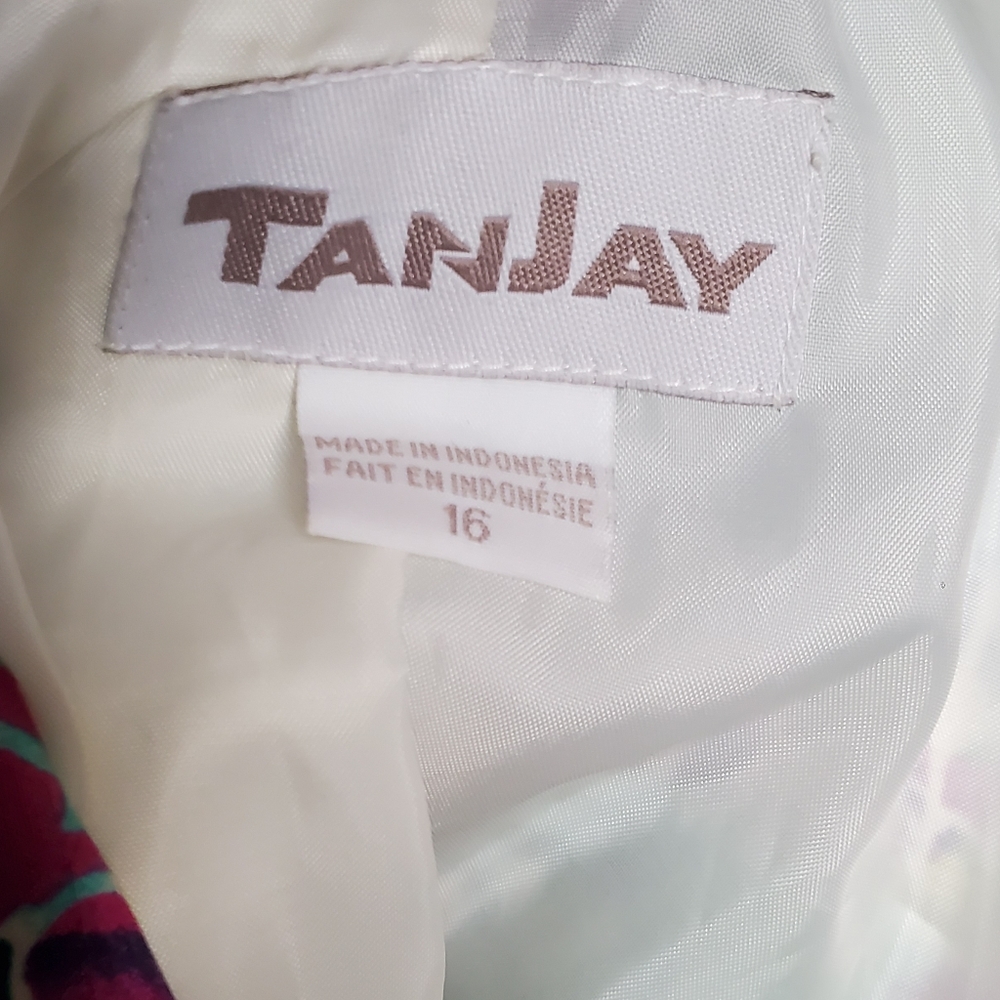 TANJAY
MADE IN INDONESIA
FAIT EN INDONÉSIE
16